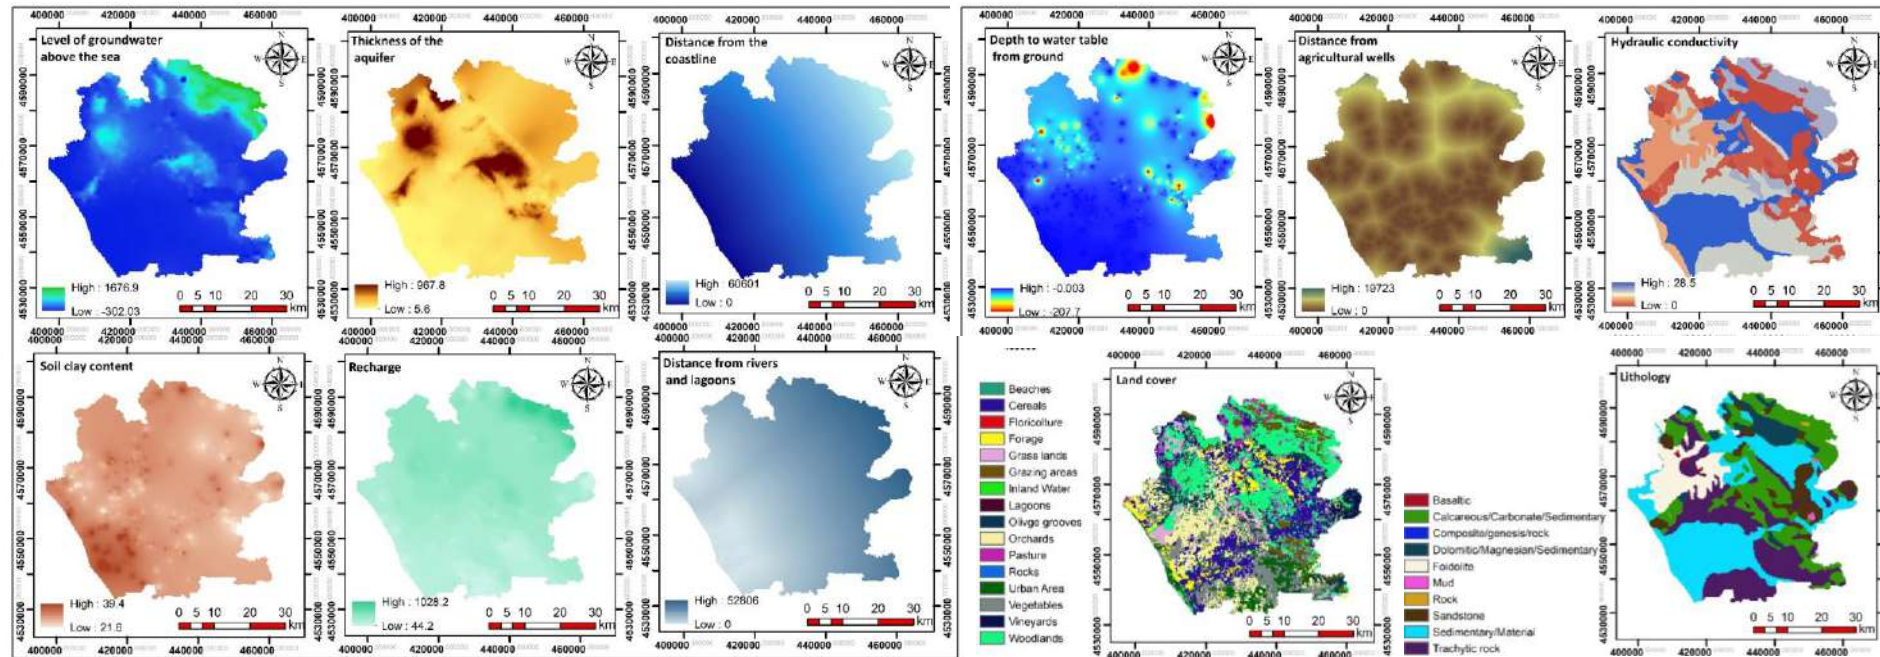 Level of groundwater
above the sea
High : 1676.9
Low : -302.03
Thickness of the
aquifer
High : 967.8
Low : 5.6
Distance from the
coastline
High : 60601
Low : 0
Depth to water table
from ground
High : -0.003
Low : -207.7
Distance from
agricultural wells
High : 19723
Low : 0
Hydraulic conductivity
High : 28.5
Low : 0
400000 420000 440000 460000
4590000
4570000
4550000
4530000
0 5 10 20 30
km
N
W E
S
Soil clay content
High : 39.4
Low : 21.6
Recharge
High : 1028.2
Low : 44.2
Distance from rivers
and lagoons
High : 52606
Low : 0
Land cover
Beaches
Cereals
Floricolture
Forage
Grass lands
Grazing areas
Inland Water
Lagoons
Olivgo grooves
Orchards
Pasture
Rocks
Urban Area
Vegetables
Vineyards
Woodlands
Lithology
Basaltic
Calcareous/Carbonate/Sedimentary
Composite/genesis/rock
Dolomitic/Magnesian/Sedimentary
Foidolite
Mud
Rock
Sandstone
Sedimentary/Material
Trachytic rock